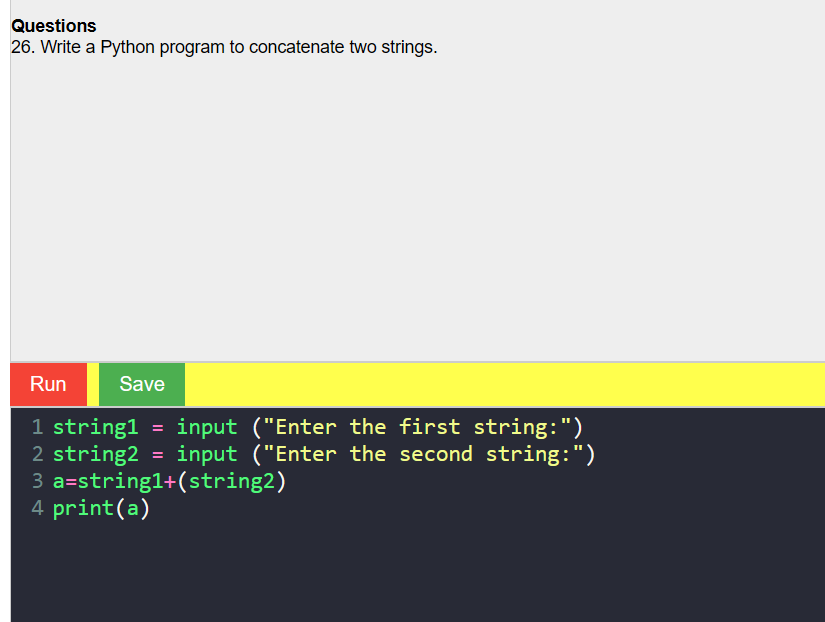 Questions
26. Write a Python program to concatenate two strings.
Run Save
1 string1 = input ("Enter the first string:")
2 string2 = input ("Enter the second string:")
3 a=string1+(string2)
4 print(a)